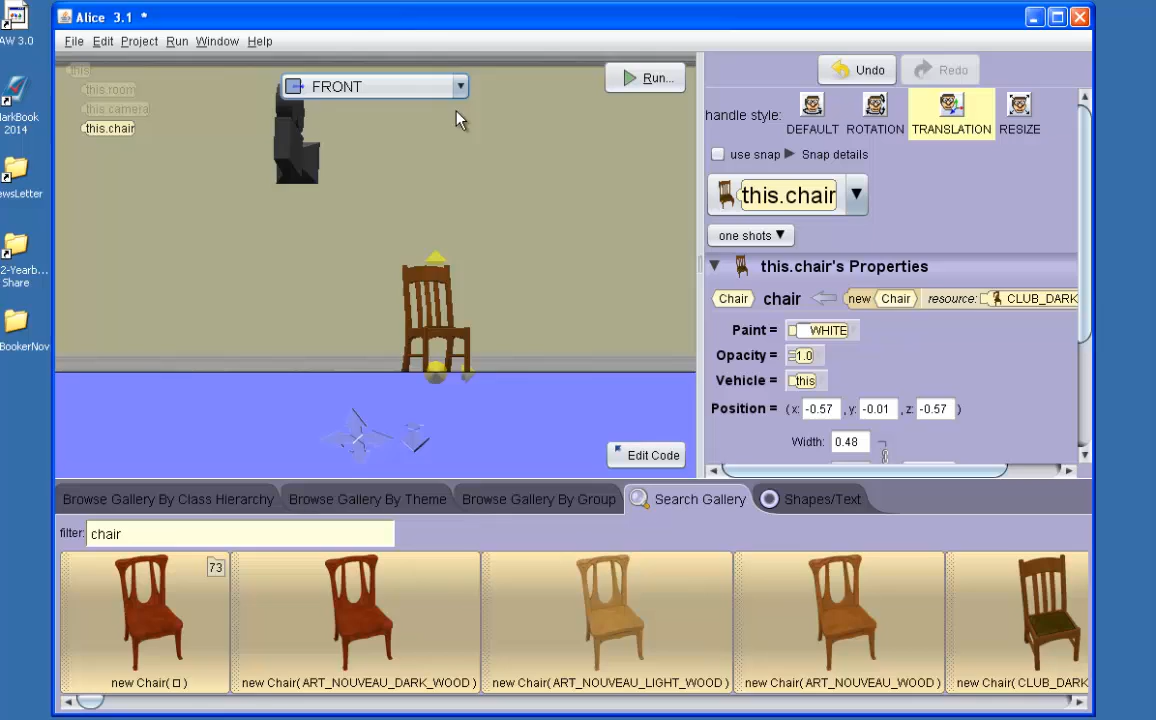 Alice 3.1 *
AW 3.0
File Edit Project Run Window Help
this
this.room
this camera
this.chair
FRONT
Run...
Undo
Redo
handle style:
DEFAULT ROTATION TRANSLATION RESIZE
use snap Snap details
this.chair
one shots
this.chair's Properties
Chair chair new Chair resource: CLUB_DARK
Paint = WHITE
Opacity = 1.0
Vehicle = this
Position = (x: -0.57 , y: -0.01 , z: -0.57 )
Width: 0.48
Edit Code
arkBook
2014
ewsLetter
2-Yearb...
Share
BookerNov
Browse Gallery By Class Hierarchy Browse Gallery By Theme Browse Gallery By Group Search Gallery Shapes/Text
filter: chair
73
new Chair( )
new Chair( ART_NOUVEAU_DARK_WOOD )
new Chair( ART_NOUVEAU_LIGHT_WOOD )
new Chair( ART_NOUVEAU_WOOD )
new Chair( CLUB_DARK